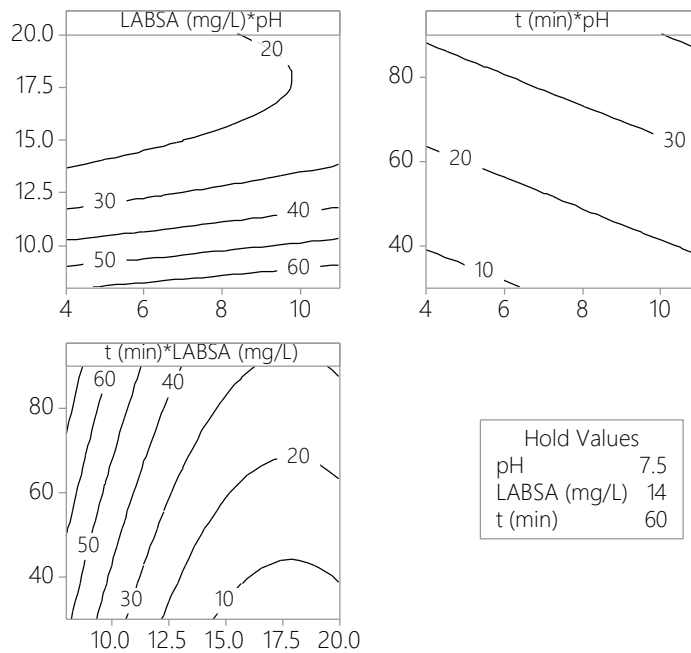 LABSA (mg/L)*pH
20.0
17.5
15.0
12.5
10.0
20
30
40
50
60
4 6 8 10
t (min)*pH
80
60
40
30
20
10
4 6 8 10
t (min)*LABSA (mg/L)
80
60
40
60
40
20
50
30
10
10.0 12.5 15.0 17.5 20.0
Hold Values
pH 7.5
LABSA (mg/L) 14
t (min) 60